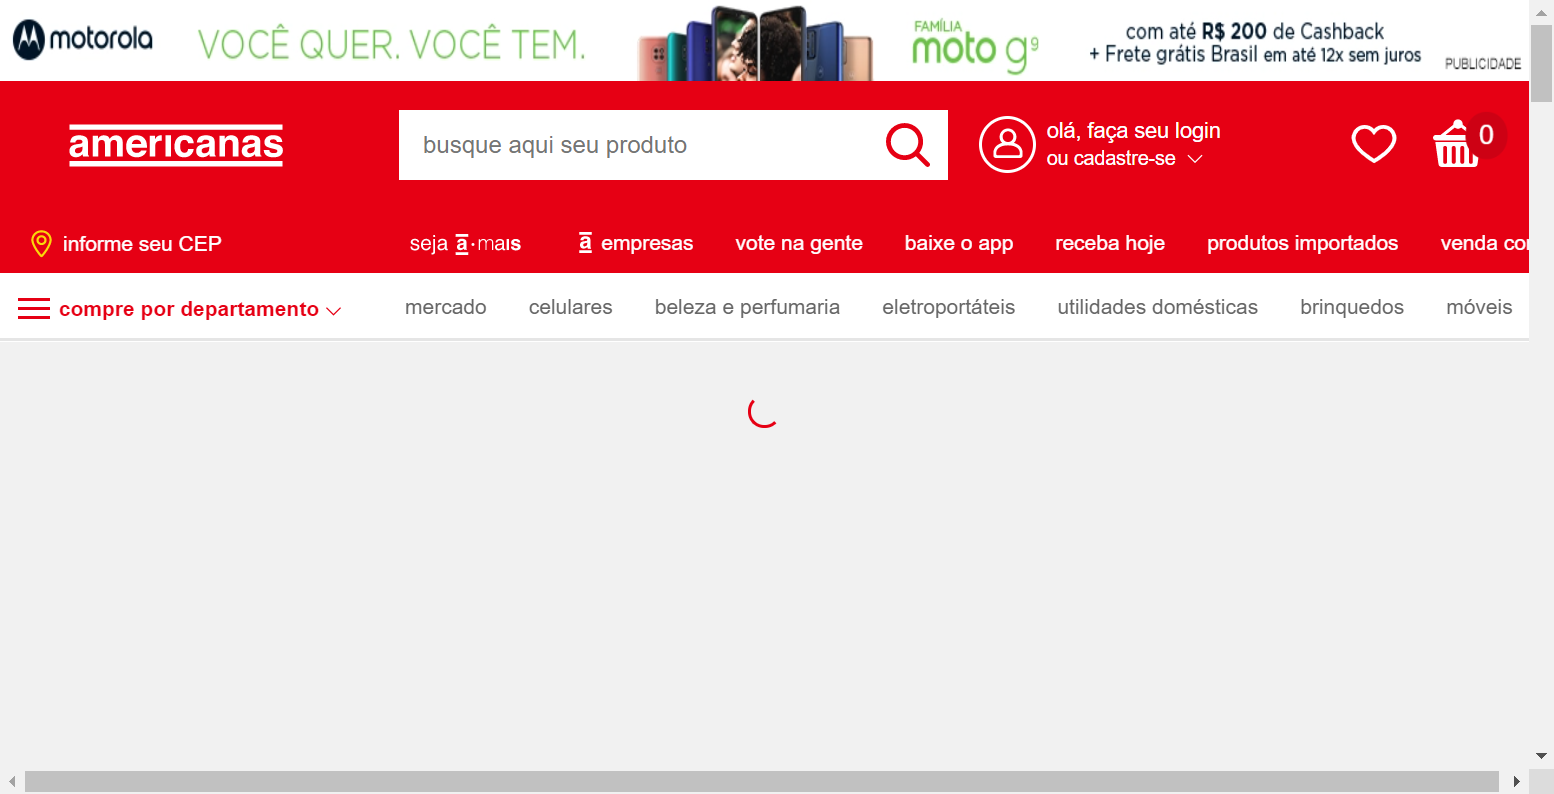 motorola
VOCÊ QUER. VOCÊ TEM.
FAMÍLIA
moto g9
com até R$ 200 de Cashback
+ Frete grátis Brasil em até 12x sem juros
PUBLICIDADE
americanas
busque aqui seu produto
olá, faça seu login
ou cadastre-se
0
informe seu CEP
seja a·mais
a empresas
vote na gente
baixe o app
receba hoje
produtos importados
venda co
compre por departamento
mercado
celulares
beleza e perfumaria
eletroportáteis
utilidades domésticas
brinquedos
móveis